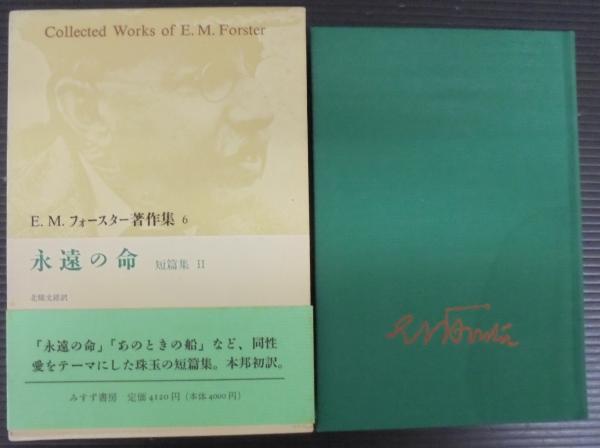 Collected Works of E. M. Forster
E. M. フォースター著作集 6
永遠の命 短篇集 II
北條文緒訳
「永遠の命」「あのときの船」など、同性
愛をテーマにした珠玉の短篇集。本邦初訳。
みすず書房 定価4120円(本体4000円)
E M Forster